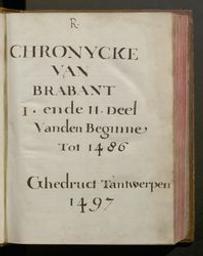 R.
CHRONYCKE
VAN
BRABANT
I. ende II. Deel
Vanden Beginne
Tot 1486
Ghedruct Tantwerpen
1497